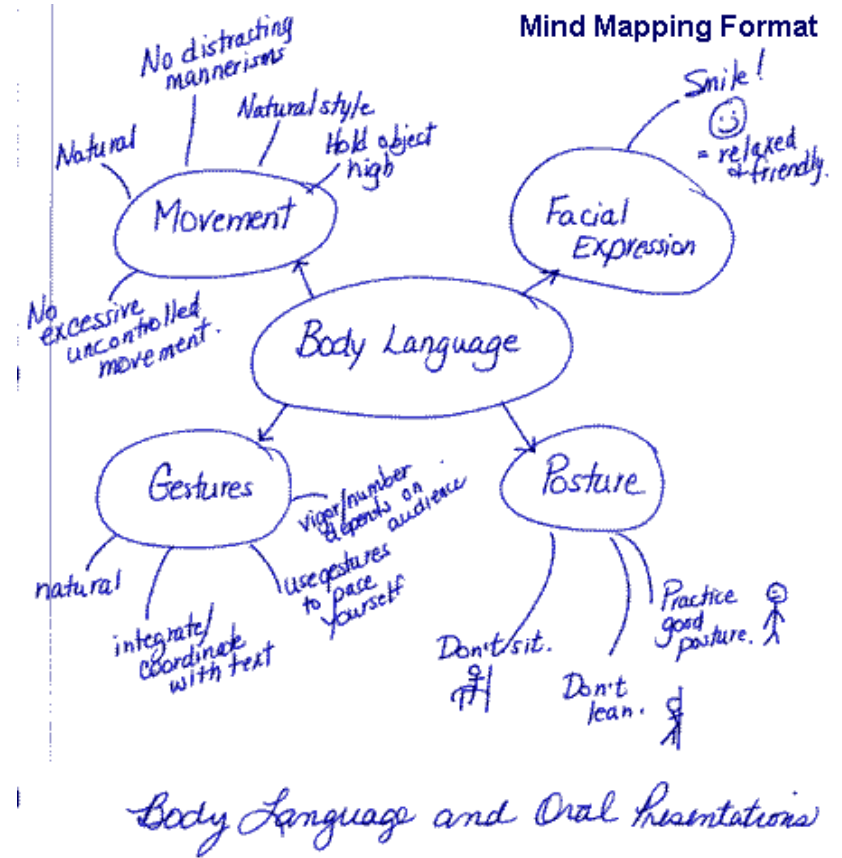 Mind Mapping Format
No distracting
mannerisms
Natural style
Natural
Hold object
high
Movement
No
excessive
uncontrolled
movement.
Smile!
= relaxed
& friendly.
Facial
Expression
Body Language
Gestures
vigor/number
depents on
audience
natural
integrate/
coordinate
with text
use gestures
to pace
yourself
Posture
Don't sit.
Don't
lean.
Practice
good
posture.
Body Language and Oral Presentations